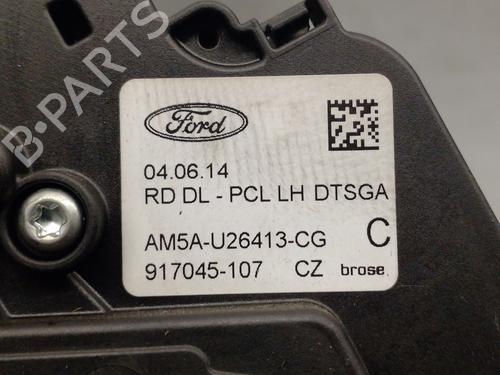 B-PARTS
Ford
04.06.14
RD DL - PCL LH DTSGA
AM5A-U26413-CG C
917045-107 CZ brose